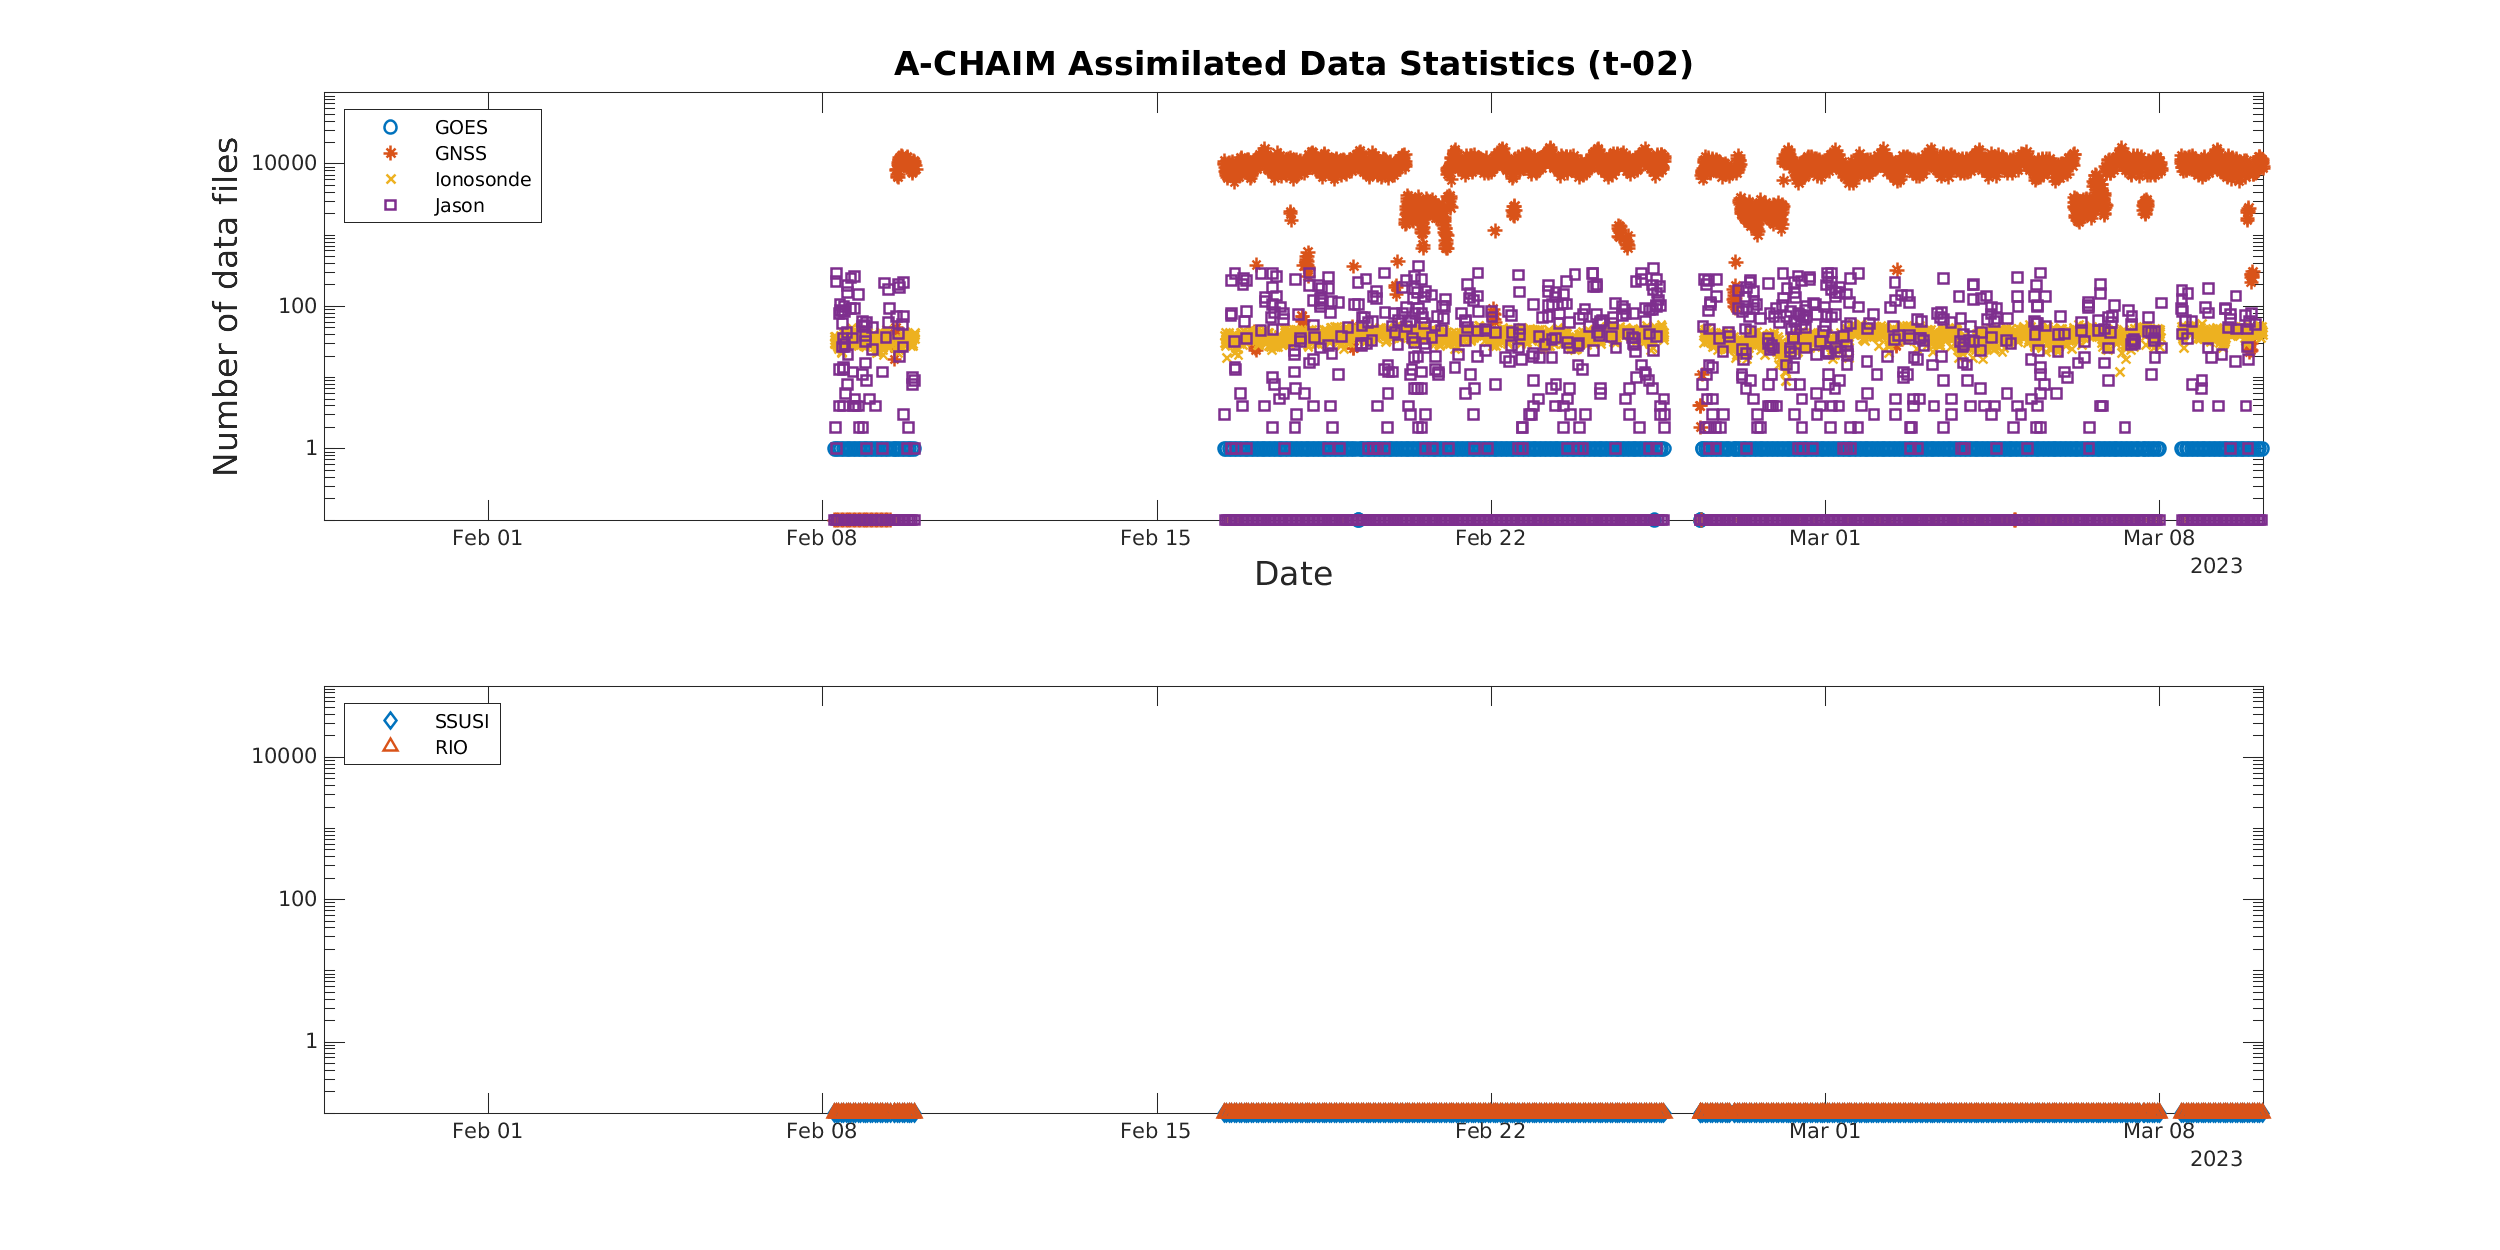 A-CHAIM Assimilated Data Statistics (t-02)
GOES
GNSS
Ionosonde
Jason
Number of data files
10000
100
1
Feb 01
Feb 08
Feb 15
Feb 22
Mar 01
Mar 08
2023
Date
SSUSI
RIO
10000
100
1
Feb 01
Feb 08
Feb 15
Feb 22
Mar 01
Mar 08
2023